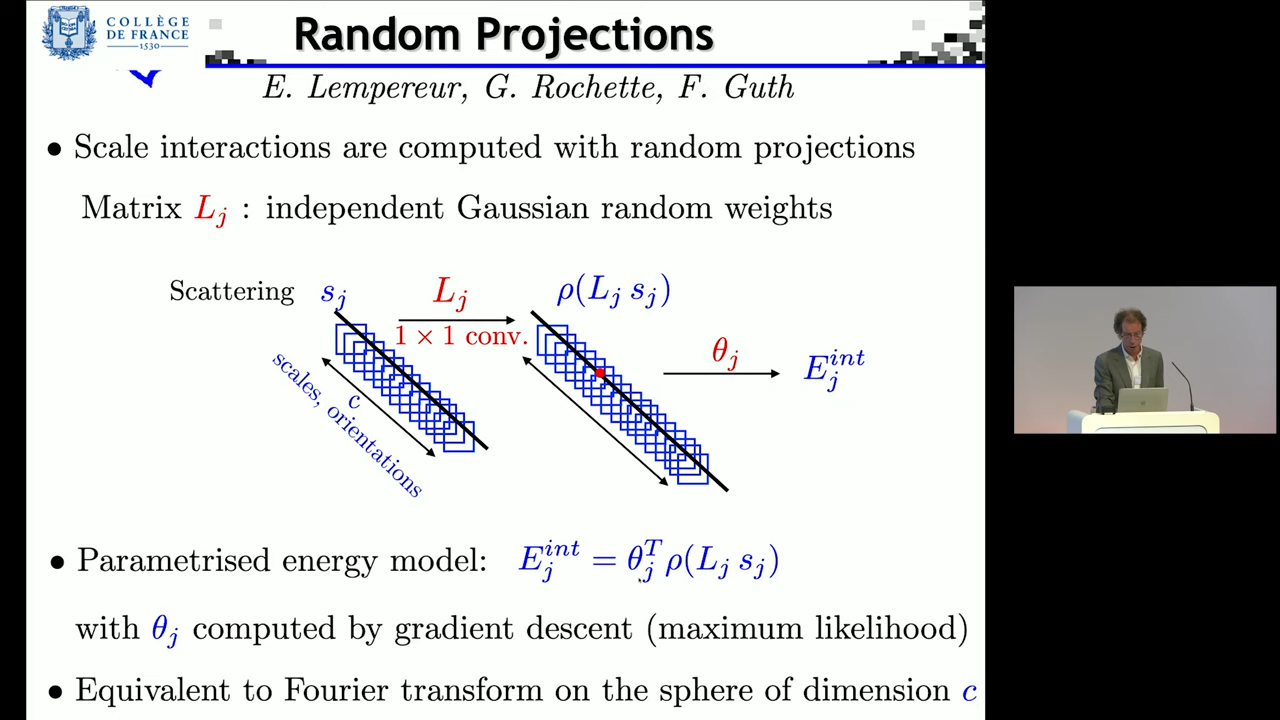 COLLÈGE
DE FRANCE
1530
Random Projections
E. Lempereur, G. Rochette, F. Guth
• Scale interactions are computed with random projections
Matrix L_j : independent Gaussian random weights
Scattering s_j
L_j
1 × 1 conv.
ρ(L_j s_j)
θ_j
E_j^{int}
c
scales, orientations
• Parametrised energy model: E_j^{int} = θ_j^T ρ(L_j s_j)
with θ_j computed by gradient descent (maximum likelihood)
• Equivalent to Fourier transform on the sphere of dimension c